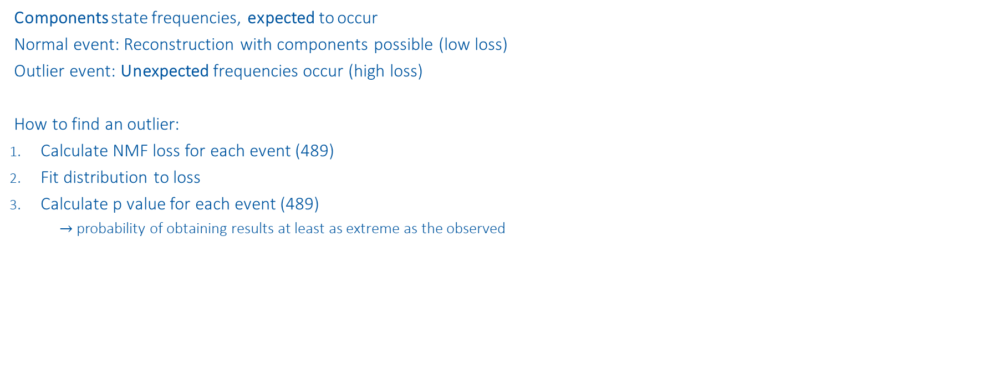 Components state frequencies, expected to occur
Normal event: Reconstruction with components possible (low loss)
Outlier event: Unexpected frequencies occur (high loss)
How to find an outlier:
1. Calculate NMF loss for each event (489)
2. Fit distribution to loss
3. Calculate p value for each event (489)
→ probability of obtaining results at least as extreme as the observed